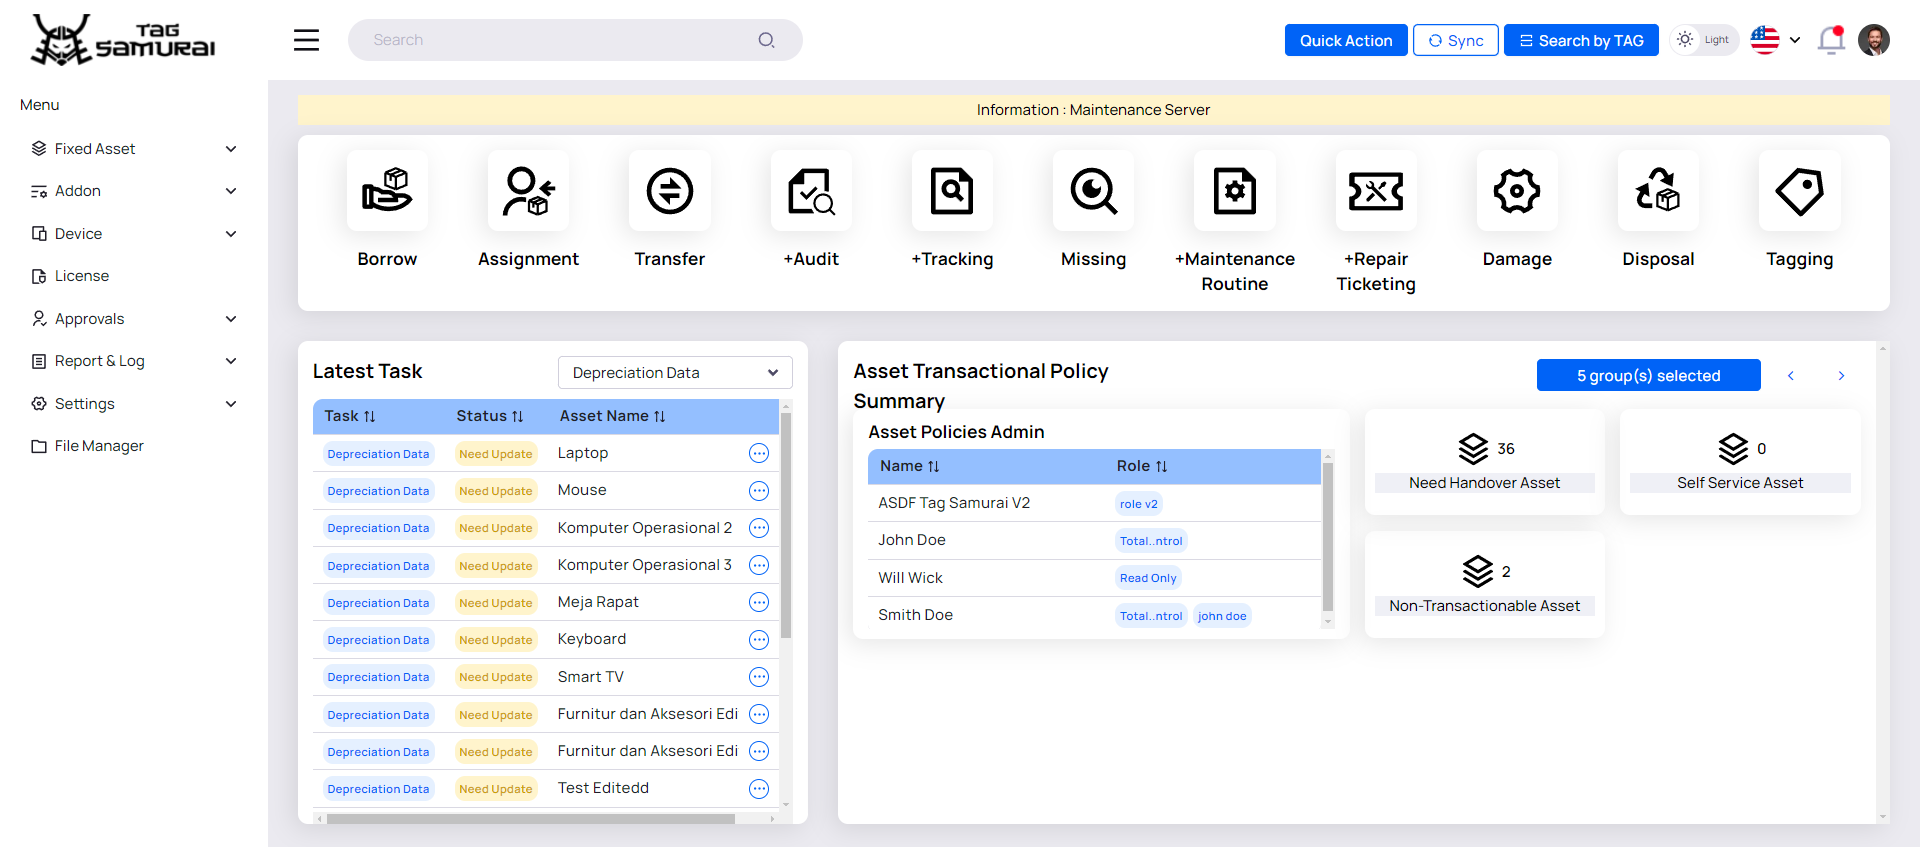 TAG
SAMURAI
Search
Quick Action
Sync
Search by TAG
Light
Menu
Fixed Asset
Addon
Device
License
Approvals
Report & Log
Settings
File Manager
Information : Maintenance Server
Borrow
Assignment
Transfer
+Audit
+Tracking
Missing
+Maintenance
Routine
+Repair
Ticketing
Damage
Disposal
Tagging
Latest Task
Depreciation Data
Task Status Asset Name
Depreciation Data Need Update Laptop
Depreciation Data Need Update Mouse
Depreciation Data Need Update Komputer Operasional 2
Depreciation Data Need Update Komputer Operasional 3
Depreciation Data Need Update Meja Rapat
Depreciation Data Need Update Keyboard
Depreciation Data Need Update Smart TV
Depreciation Data Need Update Furnitur dan Aksesori Edi
Depreciation Data Need Update Furnitur dan Aksesori Edi
Depreciation Data Need Update Test Editedd
Asset Transactional Policy
Summary
5 group(s) selected
Asset Policies Admin
Name Role
ASDF Tag Samurai V2 role v2
John Doe Total..ntrol
Will Wick Read Only
Smith Doe Total..ntrol john doe
36
Need Handover Asset
0
Self Service Asset
2
Non-Transactionable Asset